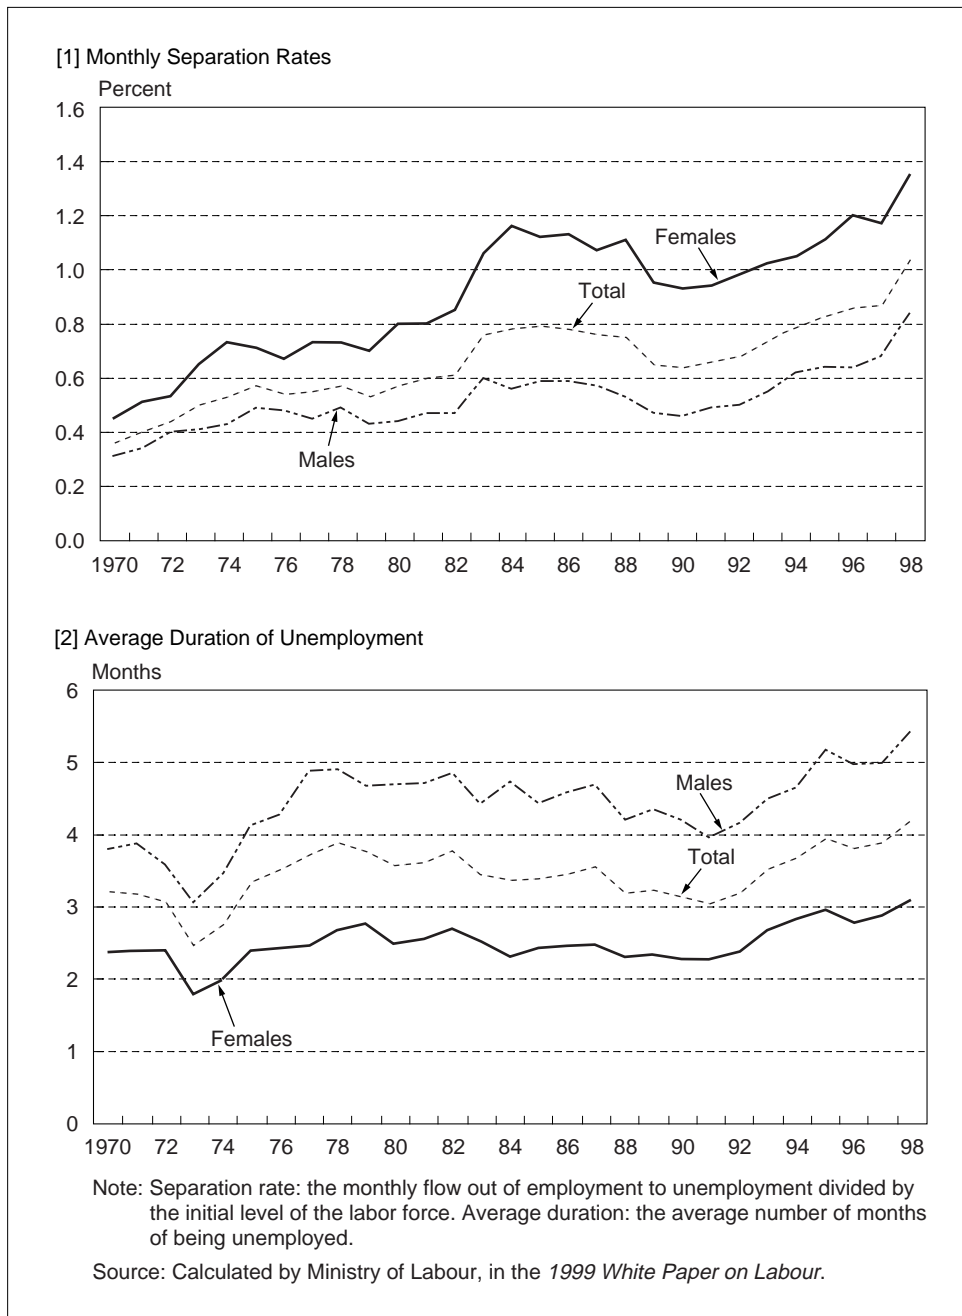 [1] Monthly Separation Rates
Percent
1.6
1.4
1.2
Females
1.0
Total
0.8
0.6
0.4
Males
0.2
0.0
1970 72 74 76 78 80 82 84 86 88 90 92 94 96 98
[2] Average Duration of Unemployment
Months
6
5
Males
4
Total
3
2
Females
1
0
1970 72 74 76 78 80 82 84 86 88 90 92 94 96 98
Note: Separation rate: the monthly flow out of employment to unemployment divided by
the initial level of the labor force. Average duration: the average number of months
of being unemployed.
Source: Calculated by Ministry of Labour, in the 1999 White Paper on Labour.